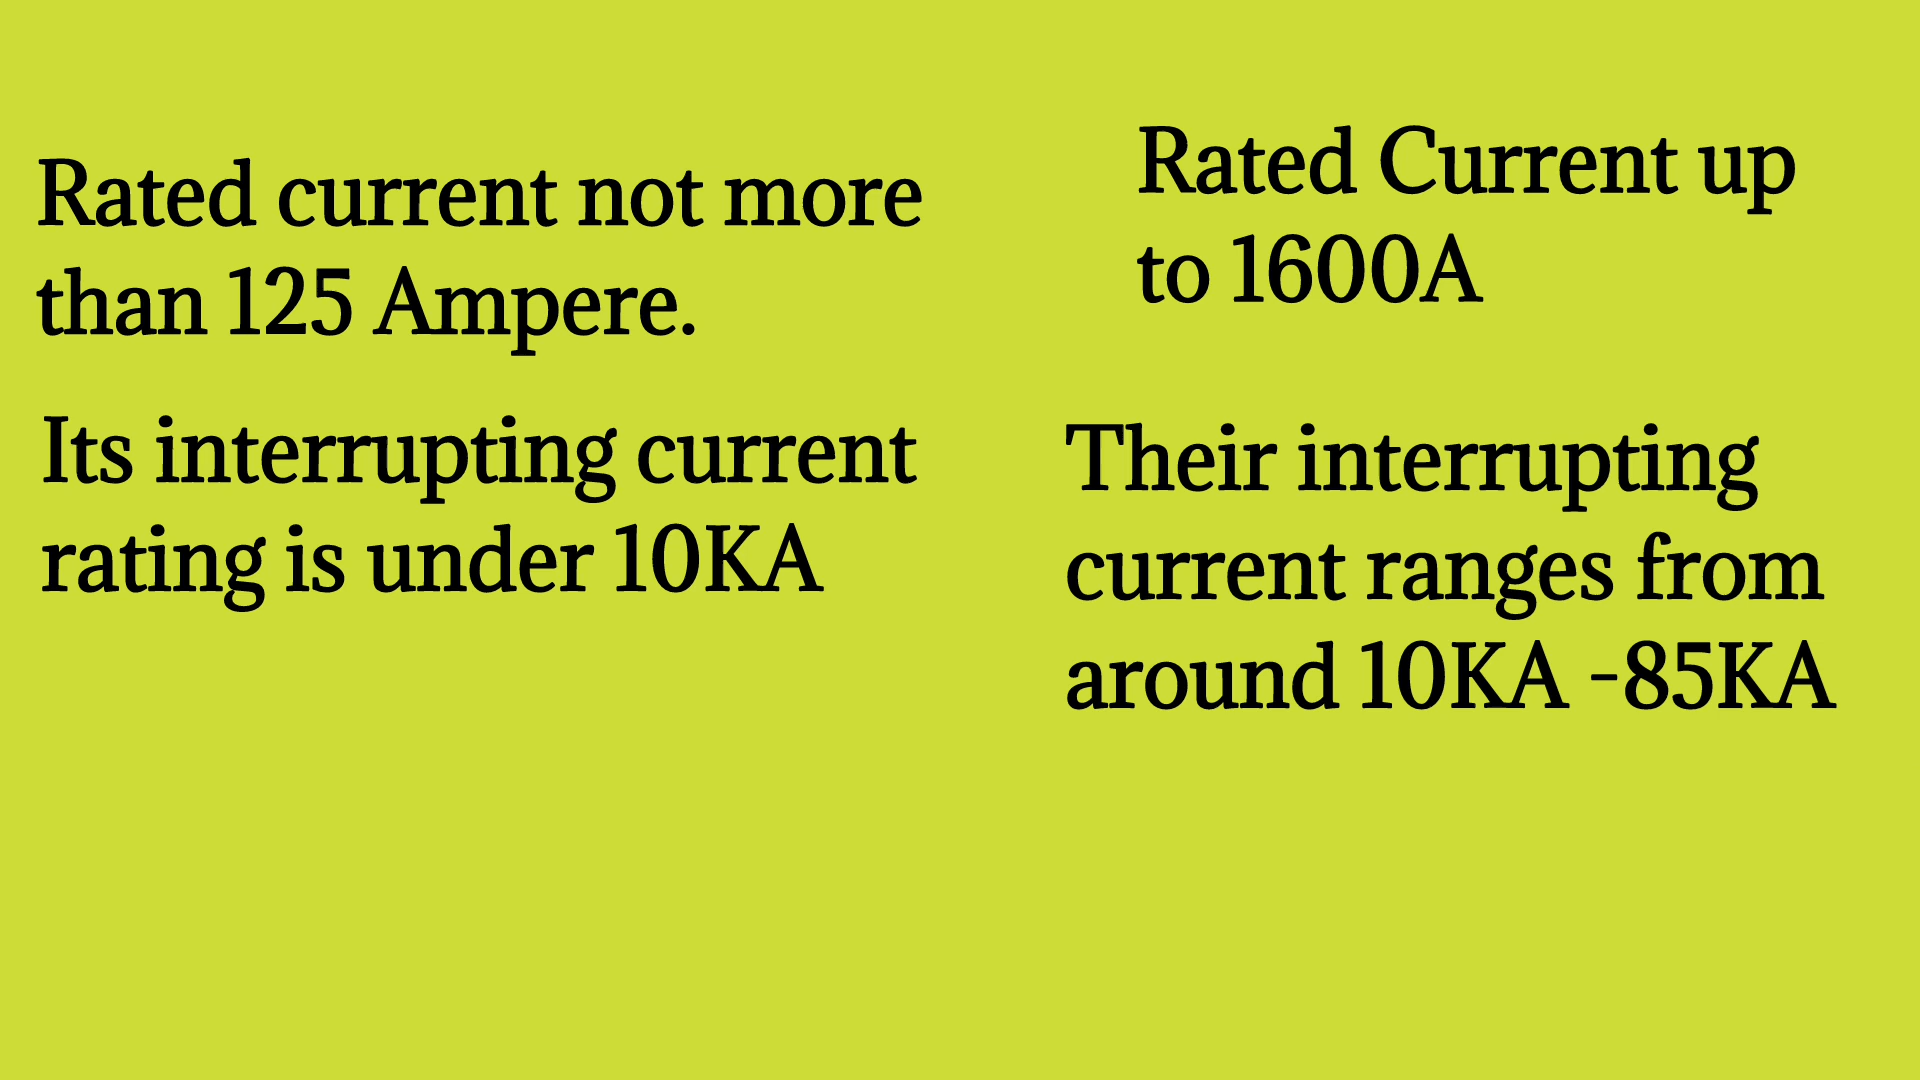 Rated current not more
than 125 Ampere.
Its interrupting current
rating is under 10KA
Rated Current up
to 1600A
Their interrupting
current ranges from
around 10KA -85KA